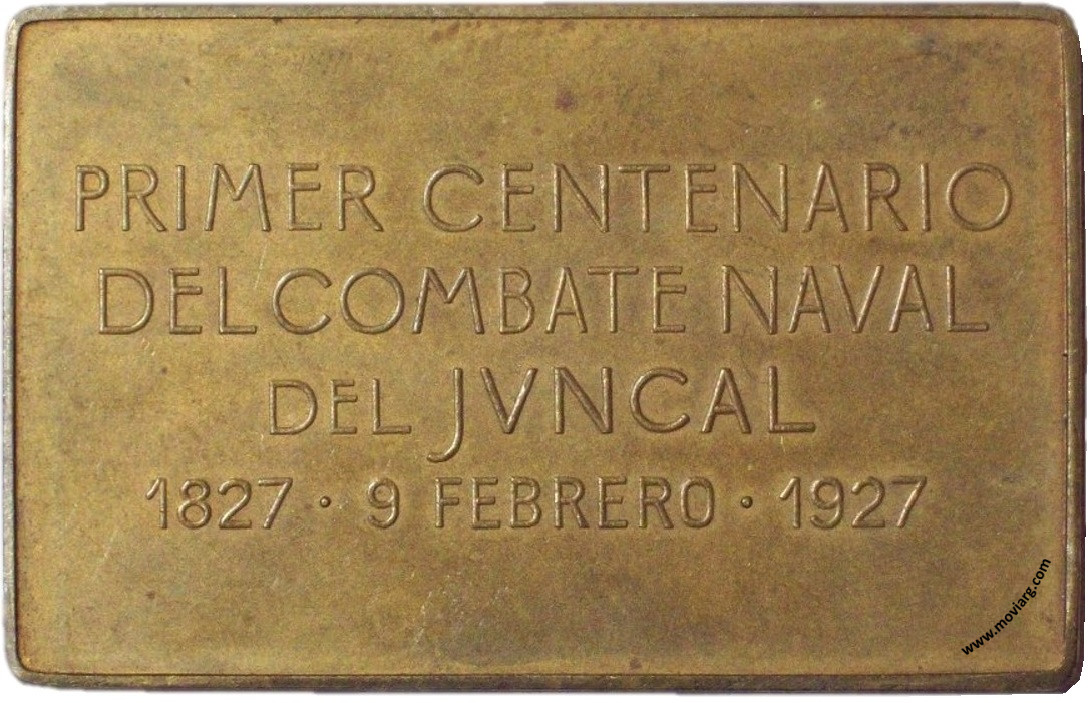 PRIMER CENTENARIO
DEL COMBATE NAVAL
DEL JVNCAL
1827 · 9 FEBRERO · 1927
www.moviarg.com